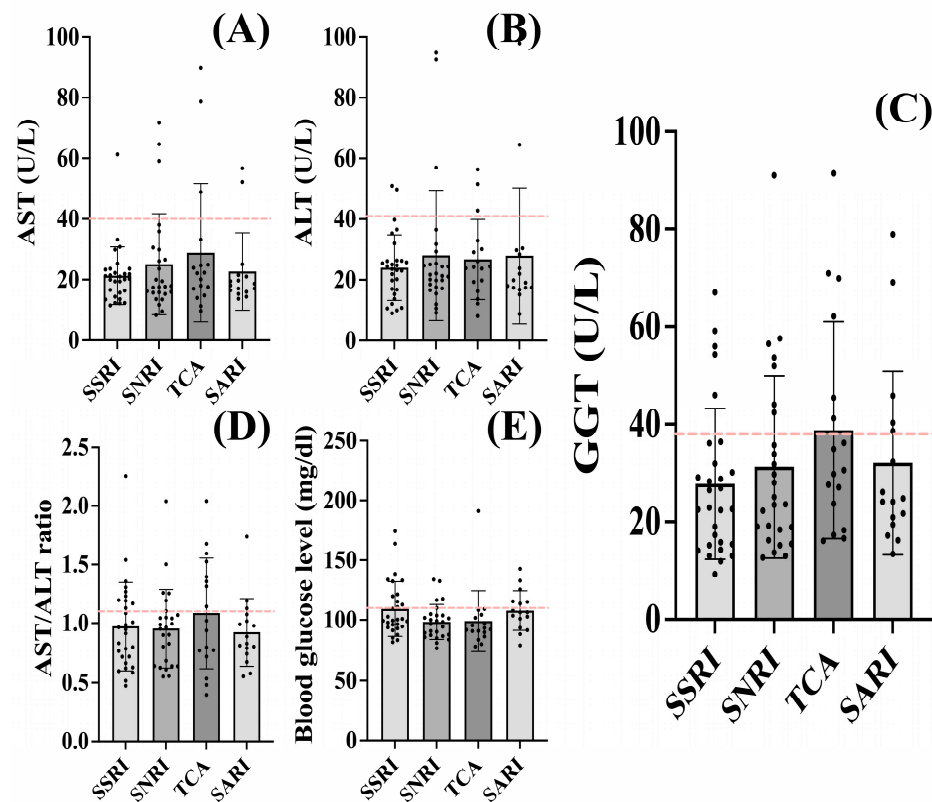 (A)
AST (U/L)
100
80
60
40
20
0
SSRI
SNRI
TCA
SARI
(B)
ALT (U/L)
100
80
60
40
20
0
SSRI
SNRI
TCA
SARI
(C)
GGT (U/L)
100
80
60
40
20
0
SSRI
SNRI
TCA
SARI
(D)
AST/ALT ratio
2.5
2.0
1.5
1.0
0.5
0.0
SSRI
SNRI
TCA
SARI
(E)
Blood glucose level (mg/dl)
250
200
150
100
50
0
SSRI
SNRI
TCA
SARI